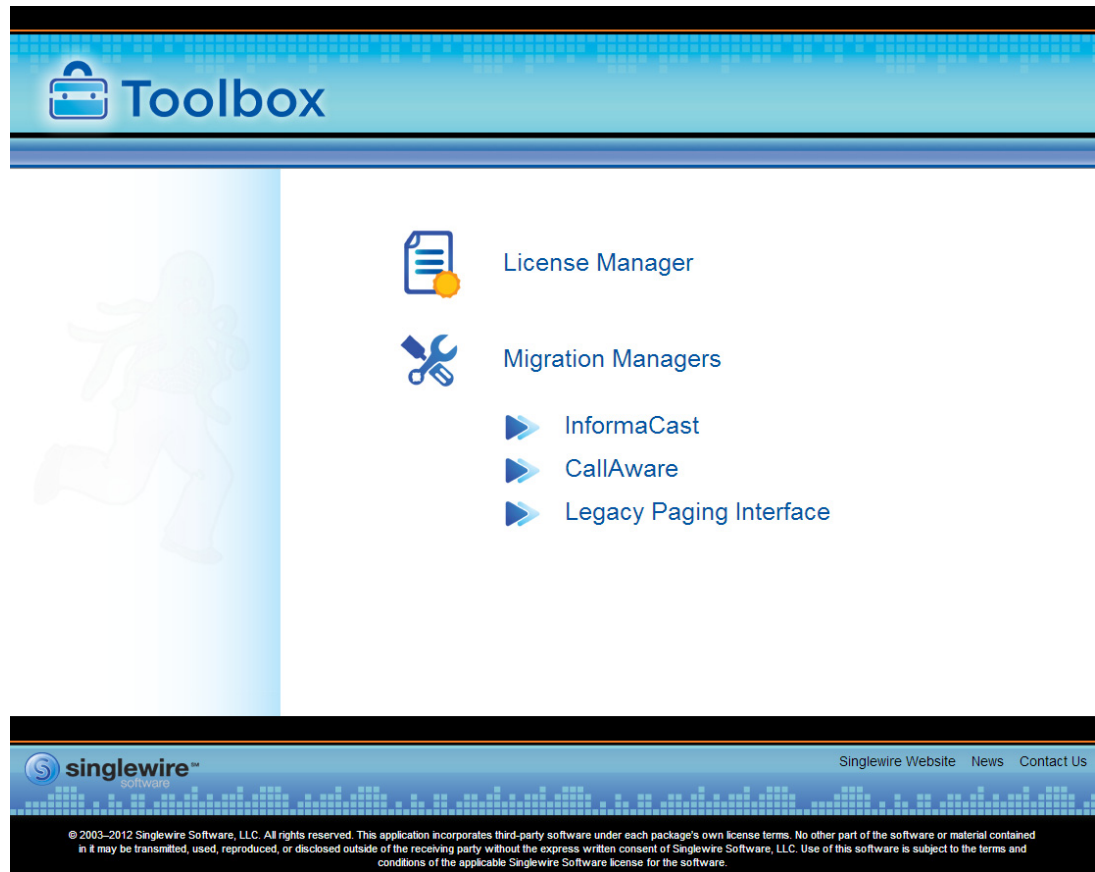 Toolbox
License Manager
Migration Managers
InformaCast
CallAware
Legacy Paging Interface
S singlewire℠
software
Singlewire Website News Contact Us
© 2003–2012 Singlewire Software, LLC. All rights reserved. This application incorporates third-party software under each package's own license terms. No other part of the software or material contained
in it may be transmitted, used, reproduced, or disclosed outside of the receiving party without the express written consent of Singlewire Software, LLC. Use of this software is subject to the terms and
conditions of the applicable Singlewire Software license for the software.